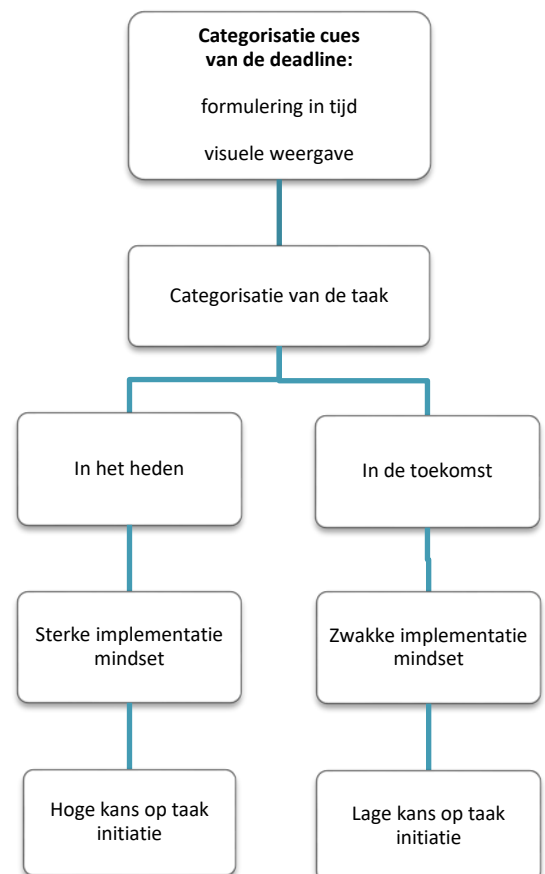 Categorisatie cues
van de deadline:
formulering in tijd
visuele weergave
Categorisatie van de taak
In het heden
In de toekomst
Sterke implementatie
mindset
Zwakke implementatie
mindset
Hoge kans op taak
initiatie
Lage kans op taak
initiatie